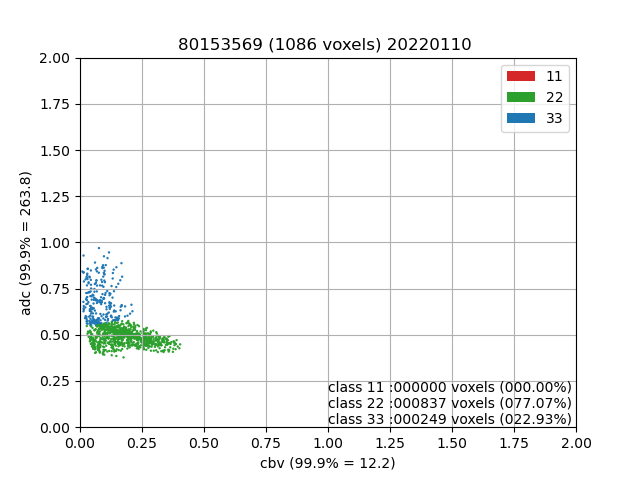 80153569 (1086 voxels) 20220110
2.00
1.75
1.50
1.25
1.00
0.75
0.50
0.25
0.00
adc (99.9% = 263.8)
11
22
33
class 11 :000000 voxels (000.00%)
class 22 :000837 voxels (077.07%)
class 33 :000249 voxels (022.93%)
0.00 0.25 0.50 0.75 1.00 1.25 1.50 1.75 2.00
cbv (99.9% = 12.2)